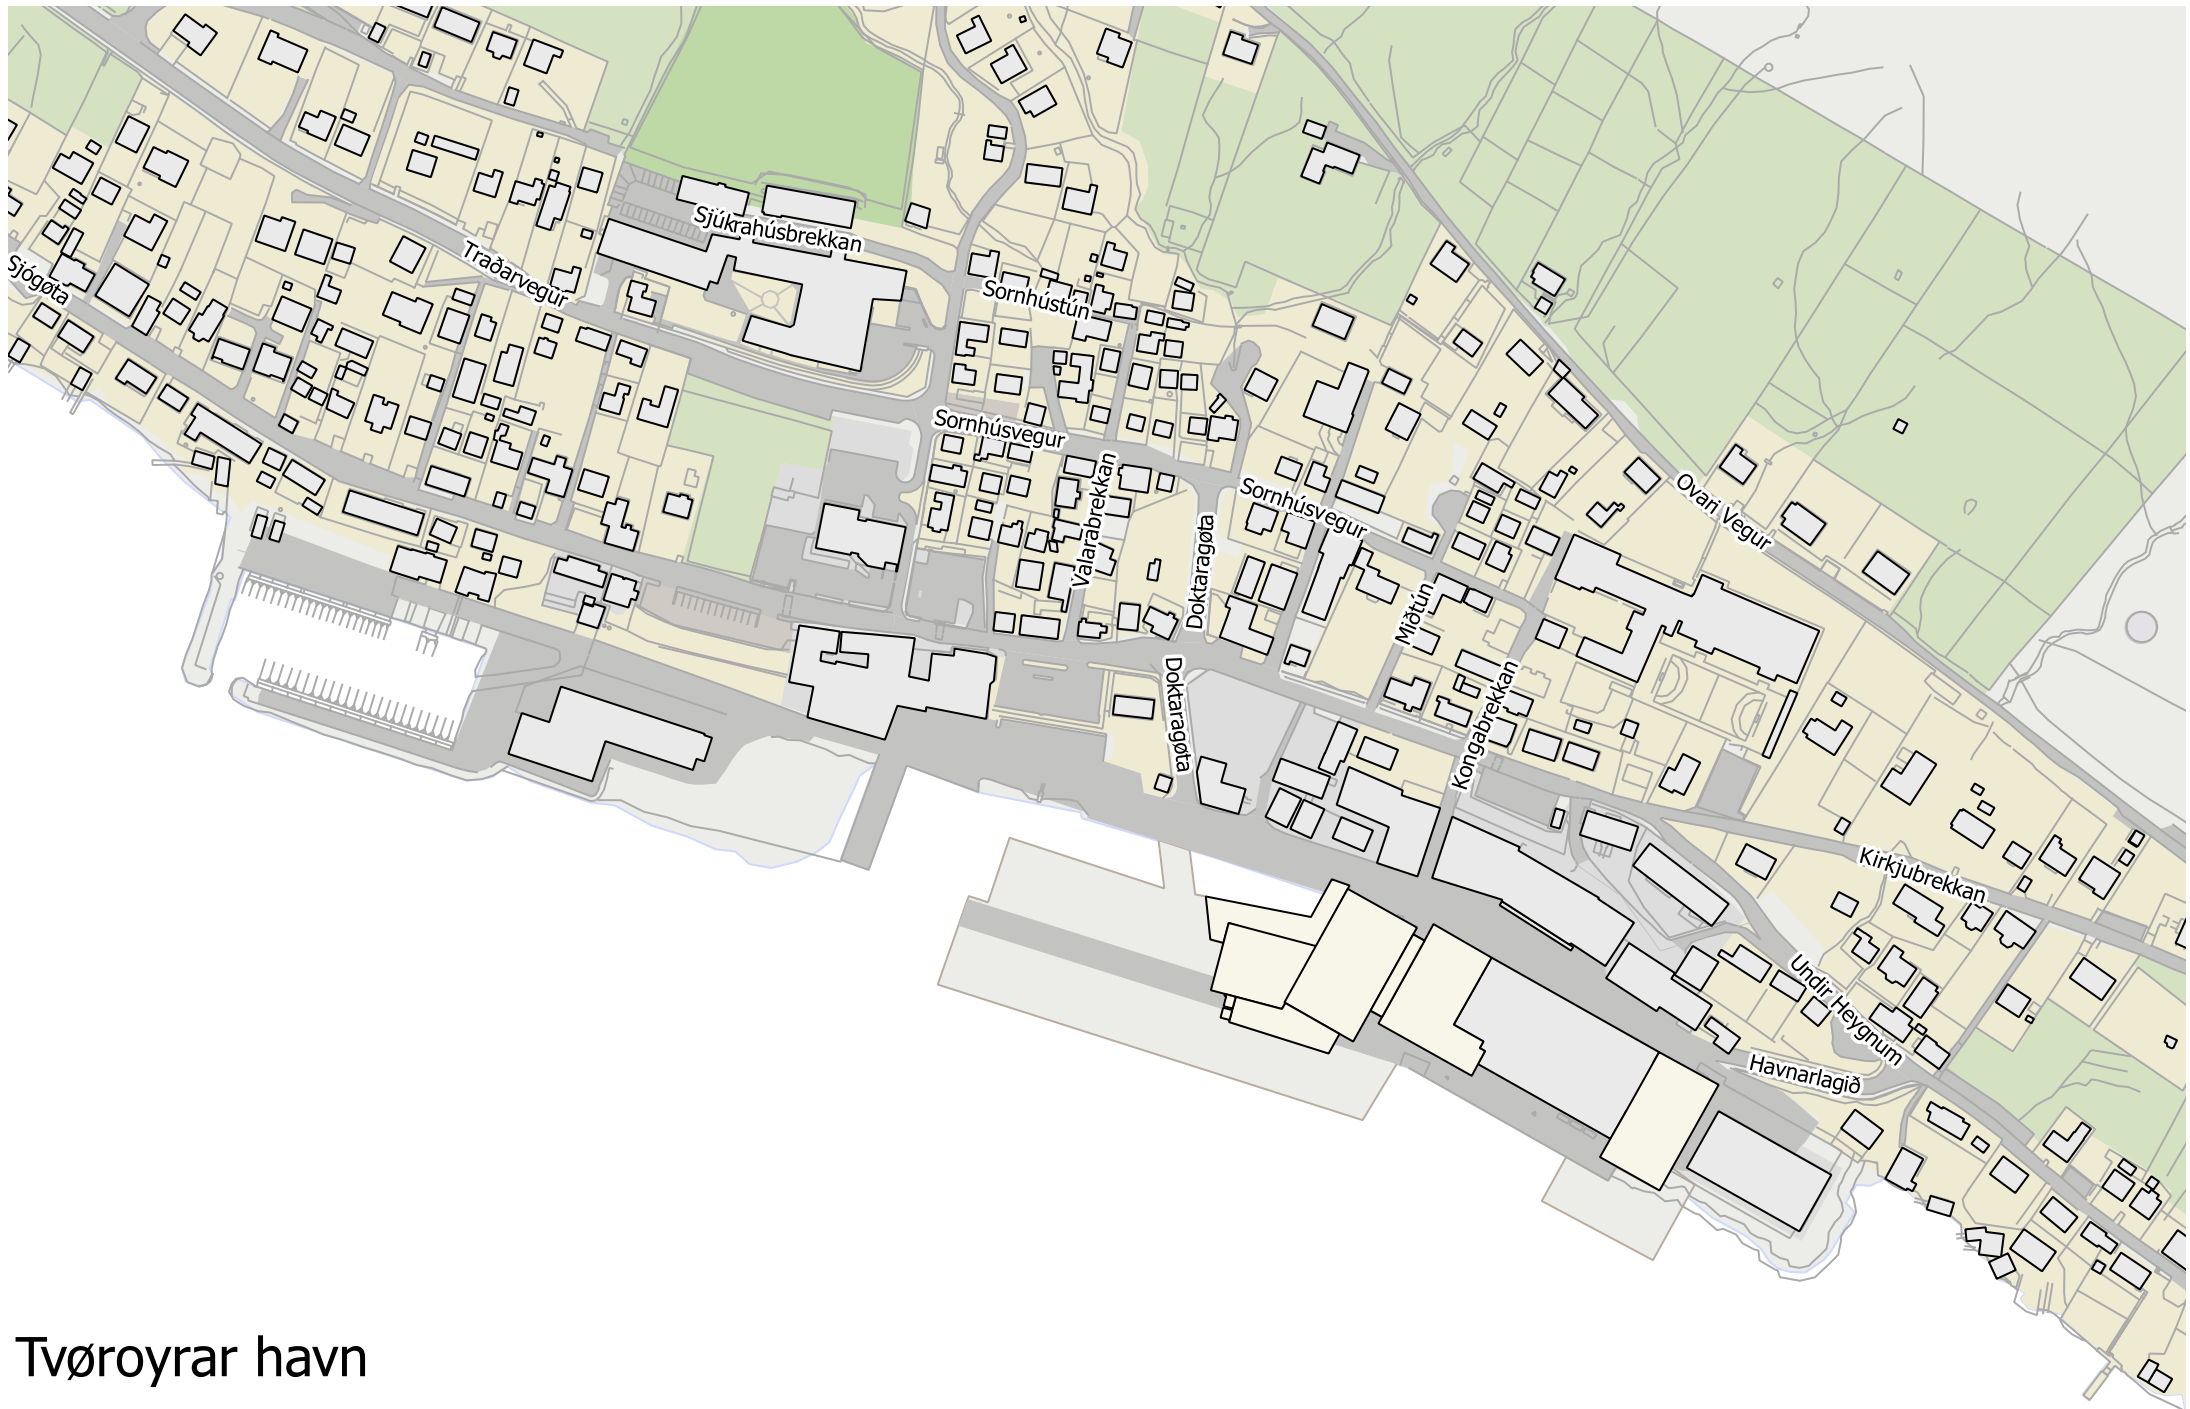 Sjúkrahúsbrekkan
Traðarvegur
Sjógøta
Sornhústún
Sornhúsvegur
Valarabrekkan
Sornhúsvegur
Doktaragøta
Ovari Vegur
Miðtún
Kongabrekkan
Doktaragøta
Kirkjubrekkan
Undir Heygnum
Havnarlagið
Tvøroyrar havn